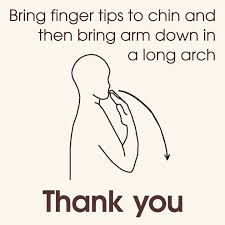 Bring finger tips to chin and
then bring arm down in
a long arch
Thank you